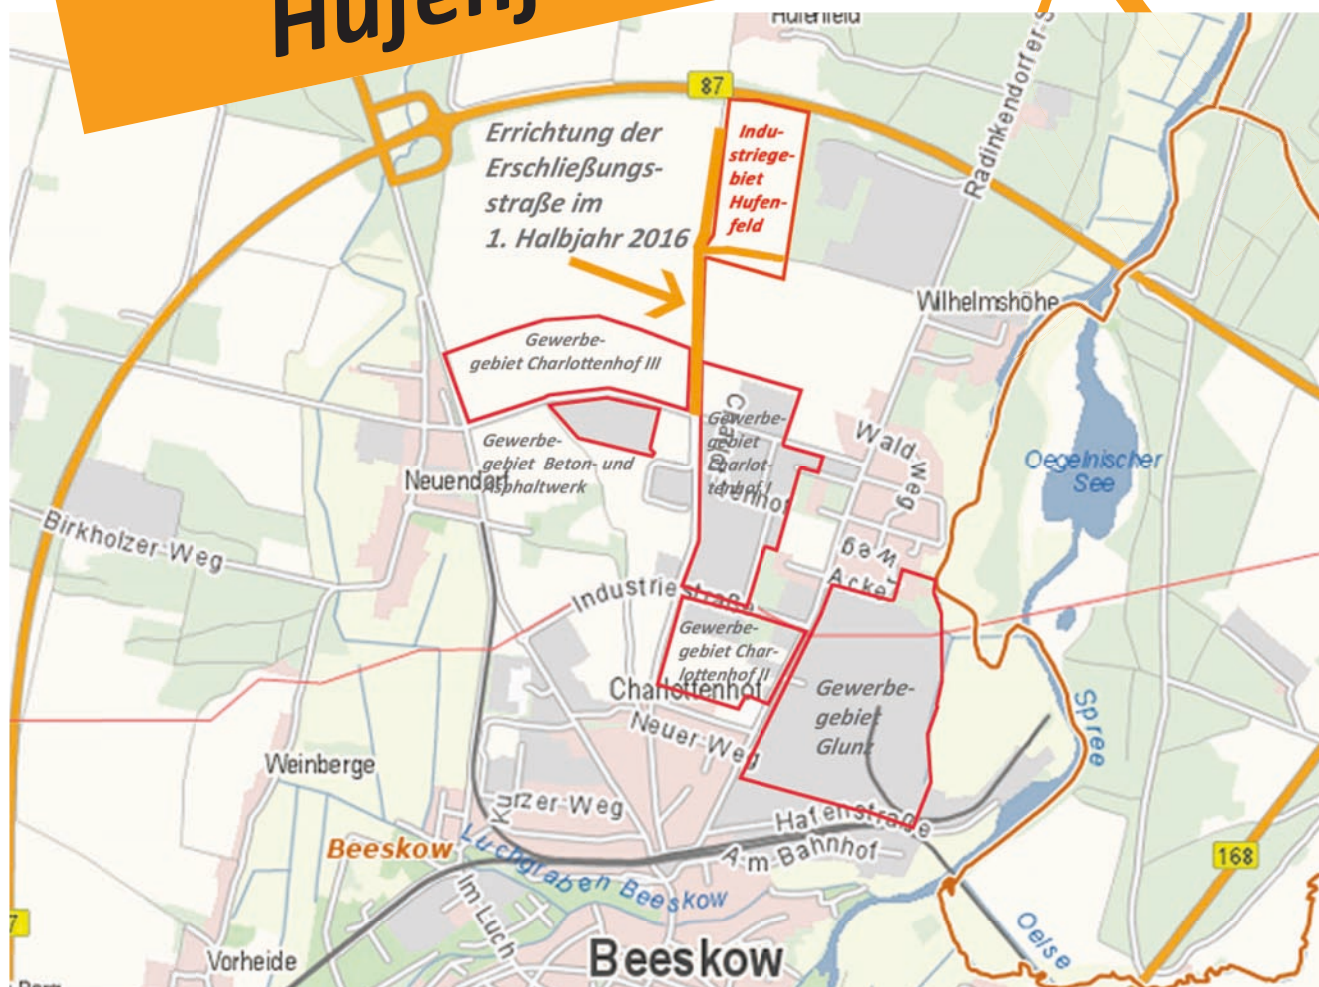 Hufenf
Hufenfeld
87
Errichtung der
Erschließungs-
straße im
1. Halbjahr 2016
Indu-
striege-
biet
Hufen-
feld
Radinkendorfer-S
Wilhelmshöhe
Gewerbe-
gebiet Charlottenhof III
Gewerbe-
gebiet Beton- und
Asphaltwerk
Neuendorf
Gewerbe-
gebiet
Charlot-
tenhof I
Charlottenhof
Waldweg
Oegelnischer
See
Birkholzer-Weg
Ackerweg
Industriestraße
Gewerbe-
gebiet Char-
lottenhof II
Charlottenhof
Gewerbe-
gebiet
Glunz
Neuer-Weg
Spree
Weinberge
Kurzer-Weg
Hafenstraße
Am-Bahnhof
Beeskow
Luchgraben Beeskow
168
Im-Luch
7
Vorheide
Beeskow
Oelse